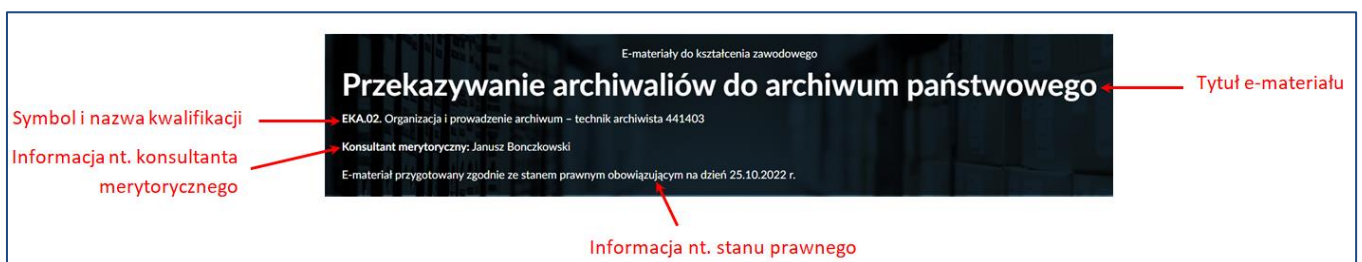 E-materiały do kształcenia zawodowego
Przekazywanie archiwaliów do archiwum państwowego
Tytuł e-materiału
Symbol i nazwa kwalifikacji
EKA.02. Organizacja i prowadzenie archiwum – technik archiwista 441403
Informacja nt. konsultanta
merytorycznego
Konsultant merytoryczny: Janusz Bonczkowski
E-materiał przygotowany zgodnie ze stanem prawnym obowiązującym na dzień 25.10.2022 r.
Informacja nt. stanu prawnego